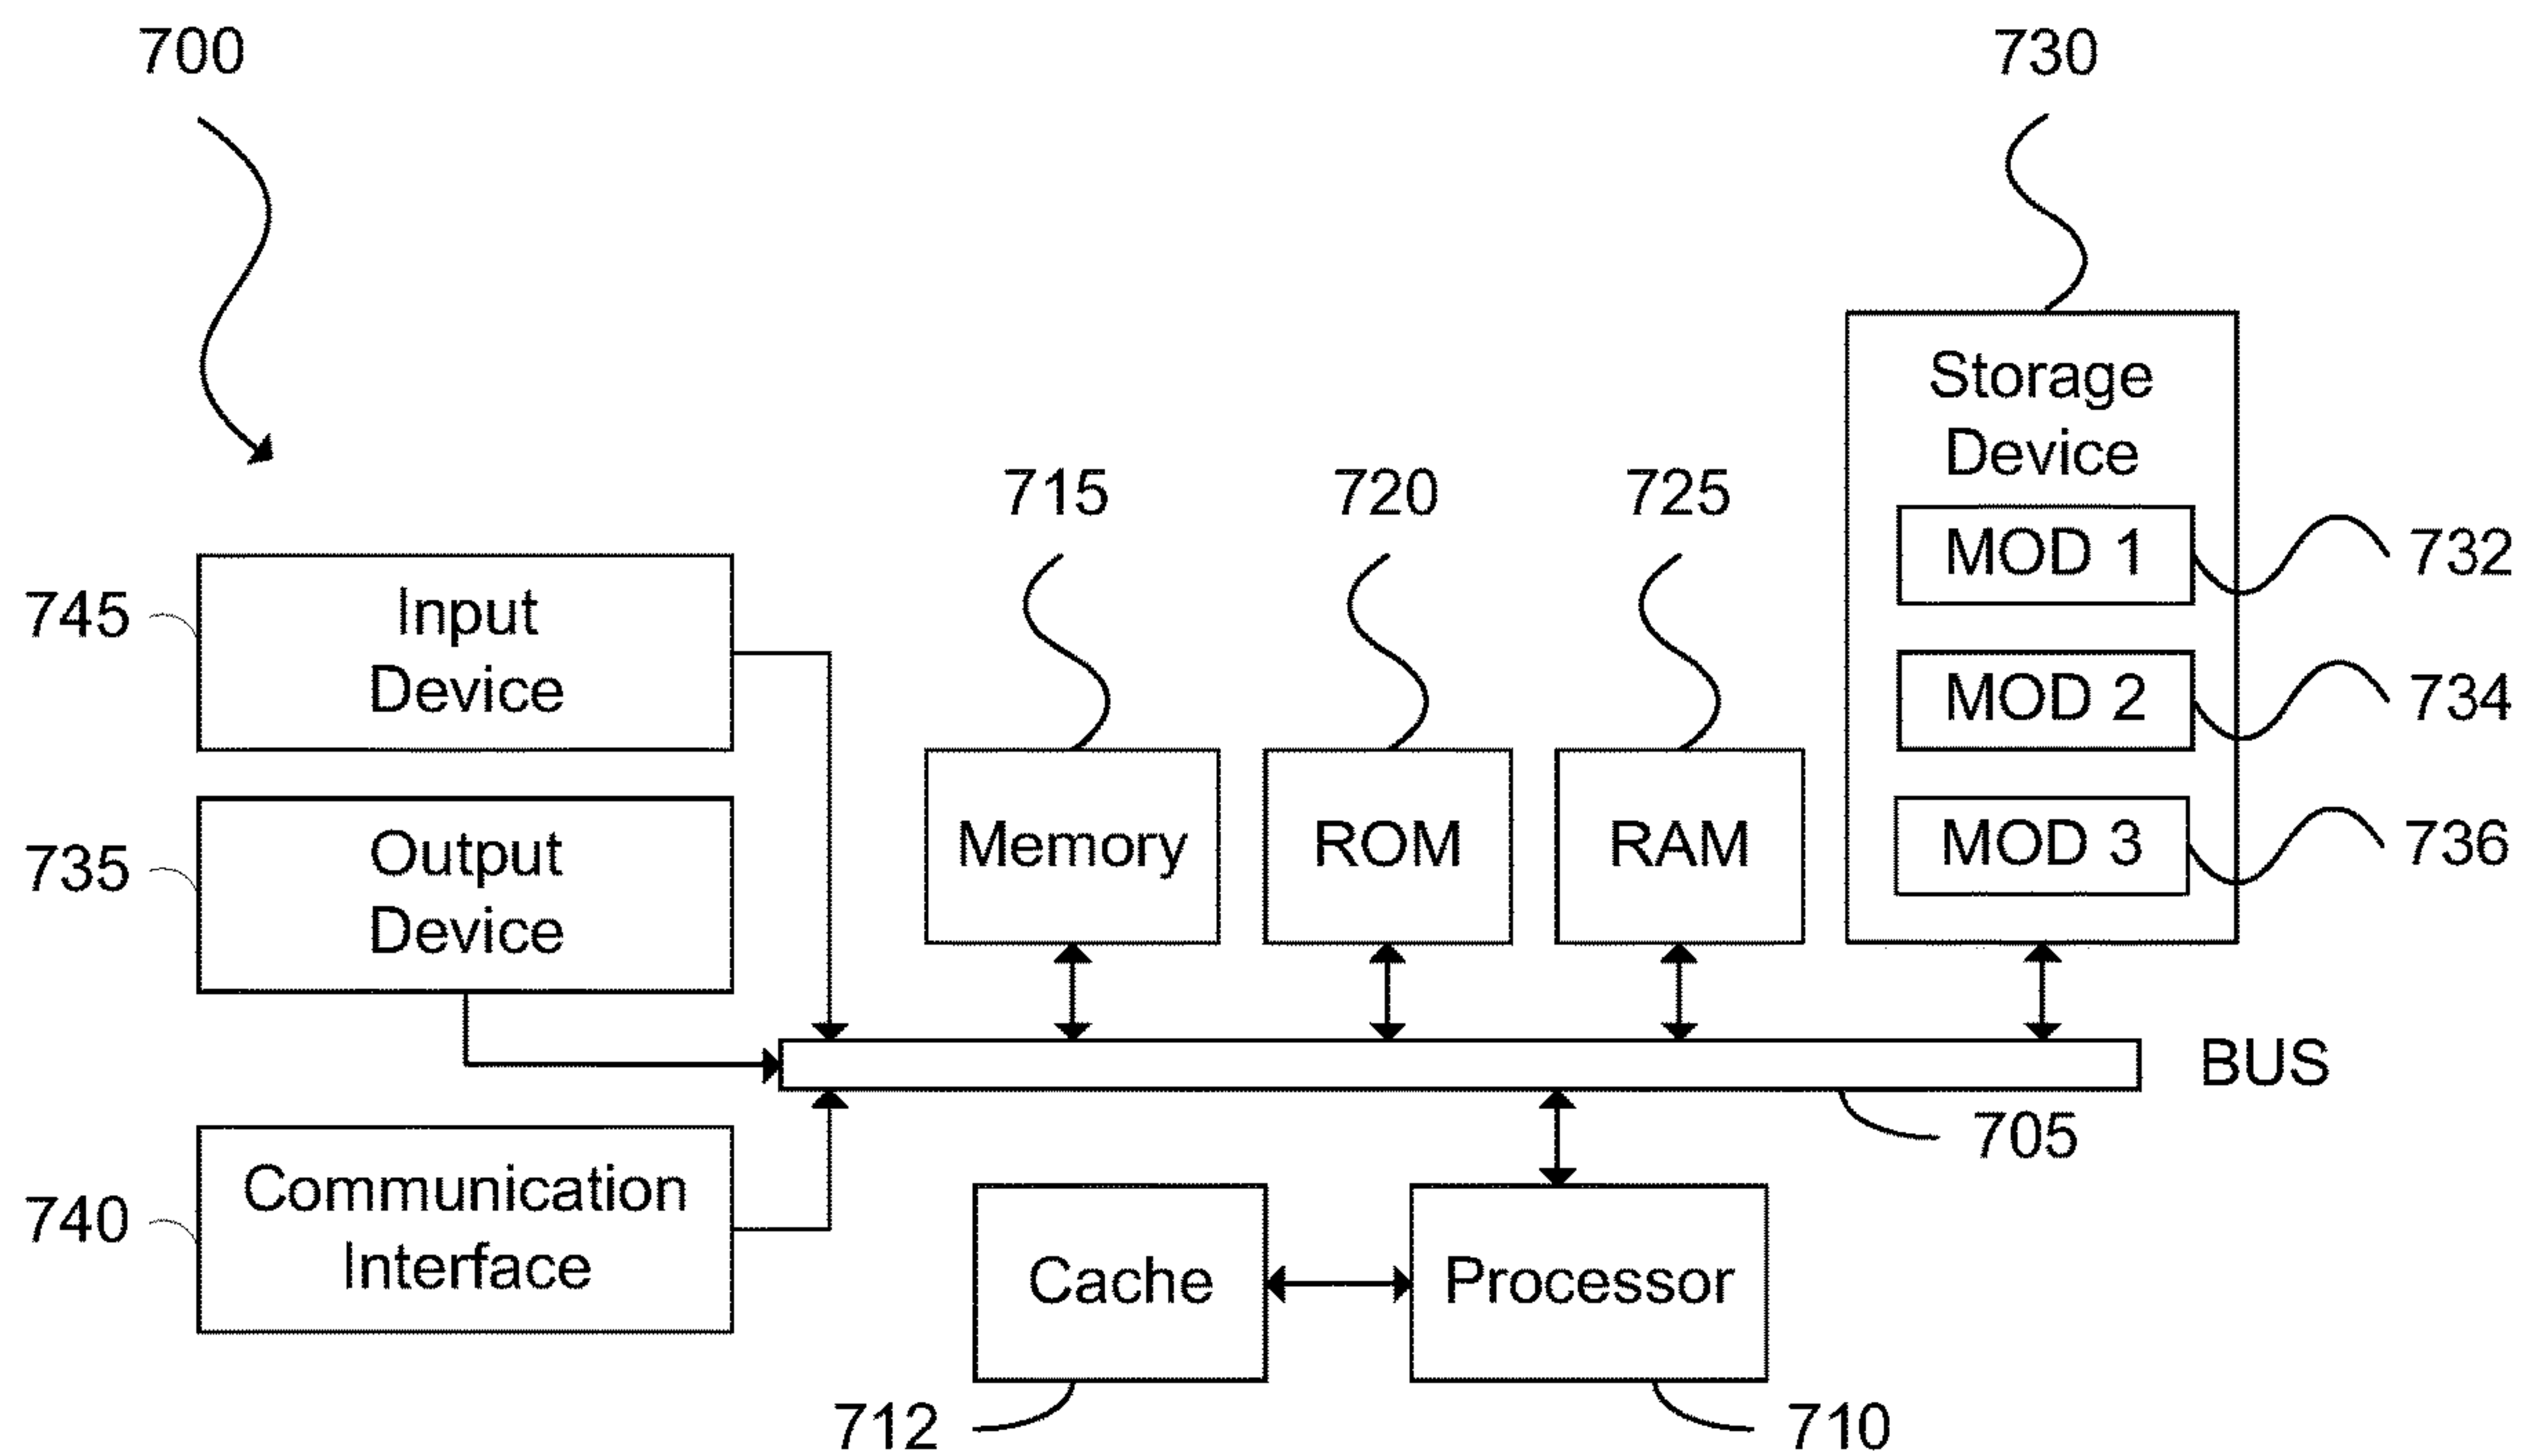 700
730
Storage
Device
715
720
725
MOD 1
732
745
Input
Device
MOD 2
734
735
Output
Device
Memory
ROM
RAM
MOD 3
736
BUS
705
740
Communication
Interface
Cache
Processor
712
710